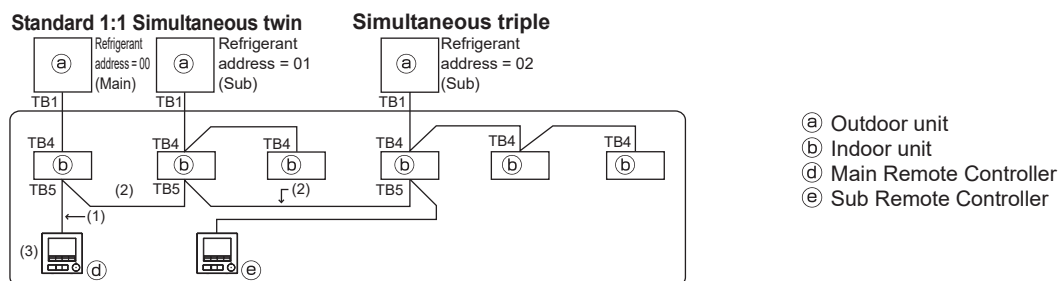 Standard 1:1 Simultaneous twin
Simultaneous triple
Refrigerant
address = 00
(Main)
Refrigerant
address = 01
(Sub)
Refrigerant
address = 02
(Sub)
ⓐ
ⓐ
ⓐ
TB1
TB1
TB1
TB4
TB4
TB4
TB4
TB4
TB4
ⓑ
ⓑ
ⓑ
ⓑ
ⓑ
ⓑ
TB5
(2)
TB5
(2)
TB5
(1)
(3)
ⓓ
ⓔ
ⓐ Outdoor unit
ⓑ Indoor unit
ⓓ Main Remote Controller
ⓔ Sub Remote Controller